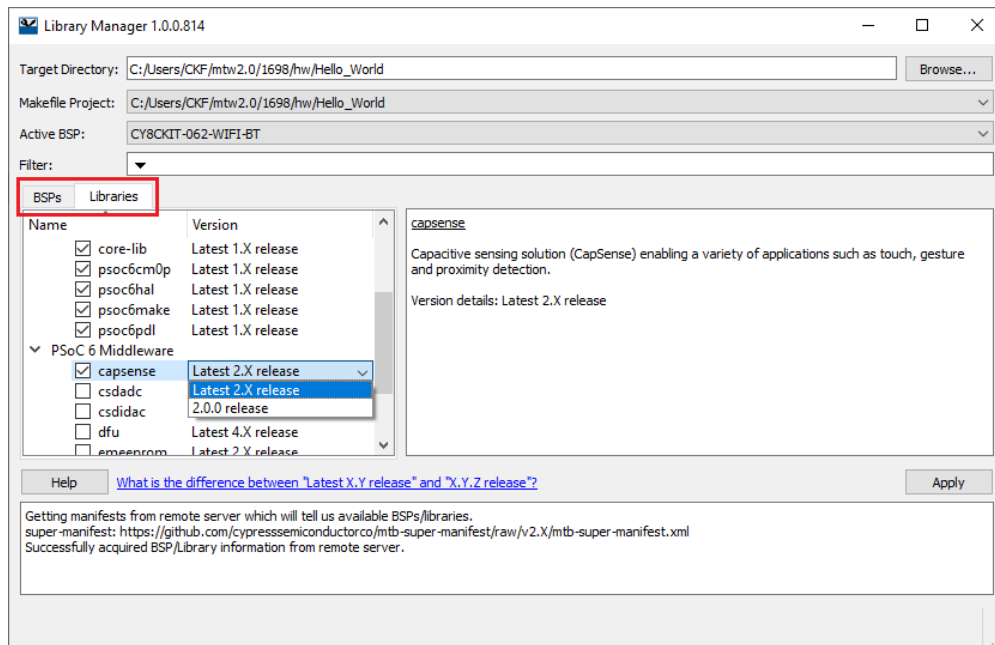 Library Manager 1.0.0.814
Target Directory: C:/Users/CKF/mtw2.0/1698/hw/Hello_World Browse...
Makefile Project: C:/Users/CKF/mtw2.0/1698/hw/Hello_World
Active BSP: CY8CKIT-062-WIFI-BT
Filter:
BSPs Libraries
Name Version
core-lib Latest 1.X release
psoc6cm0p Latest 1.X release
psoc6hal Latest 1.X release
psoc6make Latest 1.X release
psoc6pdl Latest 1.X release
PSoC 6 Middleware
capsense Latest 2.X release
csdadc Latest 2.X release
csdidac 2.0.0 release
dfu Latest 4.X release
emeeprom Latest 2.X release
capsense
Capacitive sensing solution (CapSense) enabling a variety of applications such as touch, gesture
and proximity detection.
Version details: Latest 2.X release
Help What is the difference between "Latest X.Y release" and "X.Y.Z release"? Apply
Getting manifests from remote server which will tell us available BSPs/libraries.
super-manifest: https://github.com/cypresssemiconductorco/mtb-super-manifest/raw/v2.X/mtb-super-manifest.xml
Successfully acquired BSP/Library information from remote server.